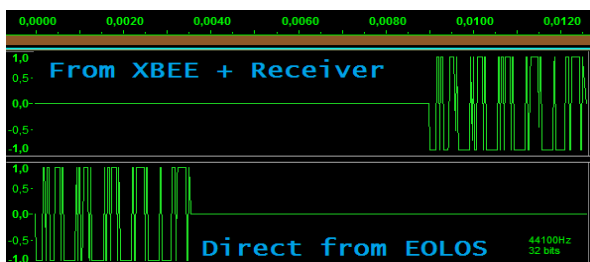 0,0000 0,0020 0,0040 0,0060 0,0080 0,0100 0,0120
1,0
From XBEE + Receiver
0,5
0,0
-0,5
-1,0
1,0
0,5
0,0
-0,5
Direct from EOLOS
44100Hz
32 bits
-1,0